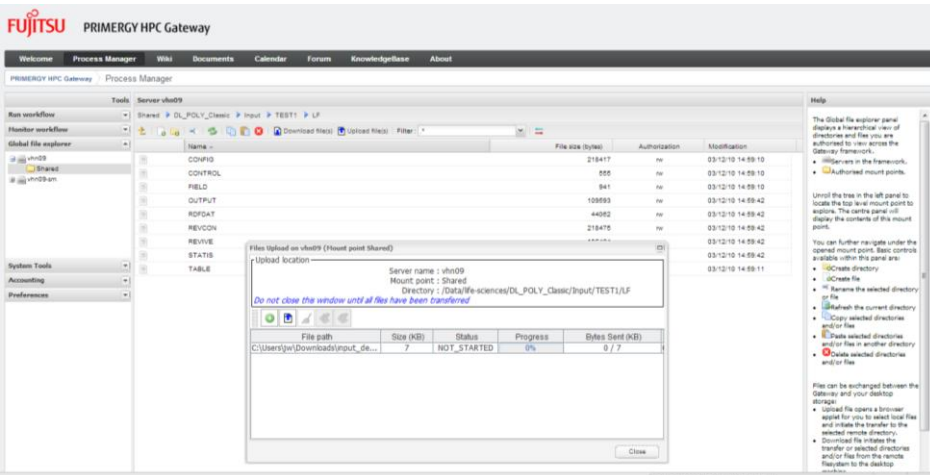 FUJITSU PRIMERGY HPC Gateway
Welcome Process Manager Wiki Documents Calendar Forum KnowledgeBase About
PRIMERGY HPC Gateway Process Manager
Tools
Run workflow
Monitor workflow
Global file explorer
vhn09
Shared
vhn09-sm
System Tools
Accounting
Preferences
Server vhn09
Shared DL_POLY_Classic Input TEST1 LF
Download file(s) Upload file(s) Filter: *
Name File size (bytes) Authorization Modification
CONFIG 218417 rw 03/12/10 14:59:10
CONTROL rw 03/12/10 14:59:10
FIELD 941 rw 03/12/10 14:59:10
OUTPUT 109693 rw 03/12/10 14:59:42
RDFDAT 44082 rw 03/12/10 14:59:42
REVCON 218475 rw 03/12/10 14:59:42
REVIVE 03/12/10 14:59:42
STATIS 03/12/10 14:59:42
TABLE 03/12/10 14:59:11
Files Upload on vhn09 (Mount point Shared)
Upload location
Server name : vhn09
Mount point : Shared
Directory : /Data/life-sciences/DL_POLY_Classic/Input/TEST1/LF
Do not close the window until all files have been transferred
File path Size (KB) Status Progress Bytes Sent (KB)
C:\Users\jw\Downloads\input_de... 7 NOT_STARTED 0% 0 / 7
Close
Help
The Global file explorer panel
displays a hierarchical view of
directories and files you are
authorised to view across the
Gateway framework.
Servers in the framework.
Authorised mount points.
Unroll the tree in the left panel to
locate the top level mount point to
explore. The centre panel will
display the contents of this mount
point.
You can further navigate under the
opened mount point. Basic controls
available within this panel are:
Create directory
Create file
Rename the selected directory
or file
Refresh the current directory
Copy selected directories
and/or files
Paste selected directories
and/or files in another directory
Delete selected directories
and/or files
Files can be exchanged between the
Gateway and your desktop
storage:
Upload file opens a browser
applet for you to select local files
and initiate the transfer to the
selected remote directory.
Download file initiates the
transfer or selected directories
and/or files from the remote
filesystem to the desktop